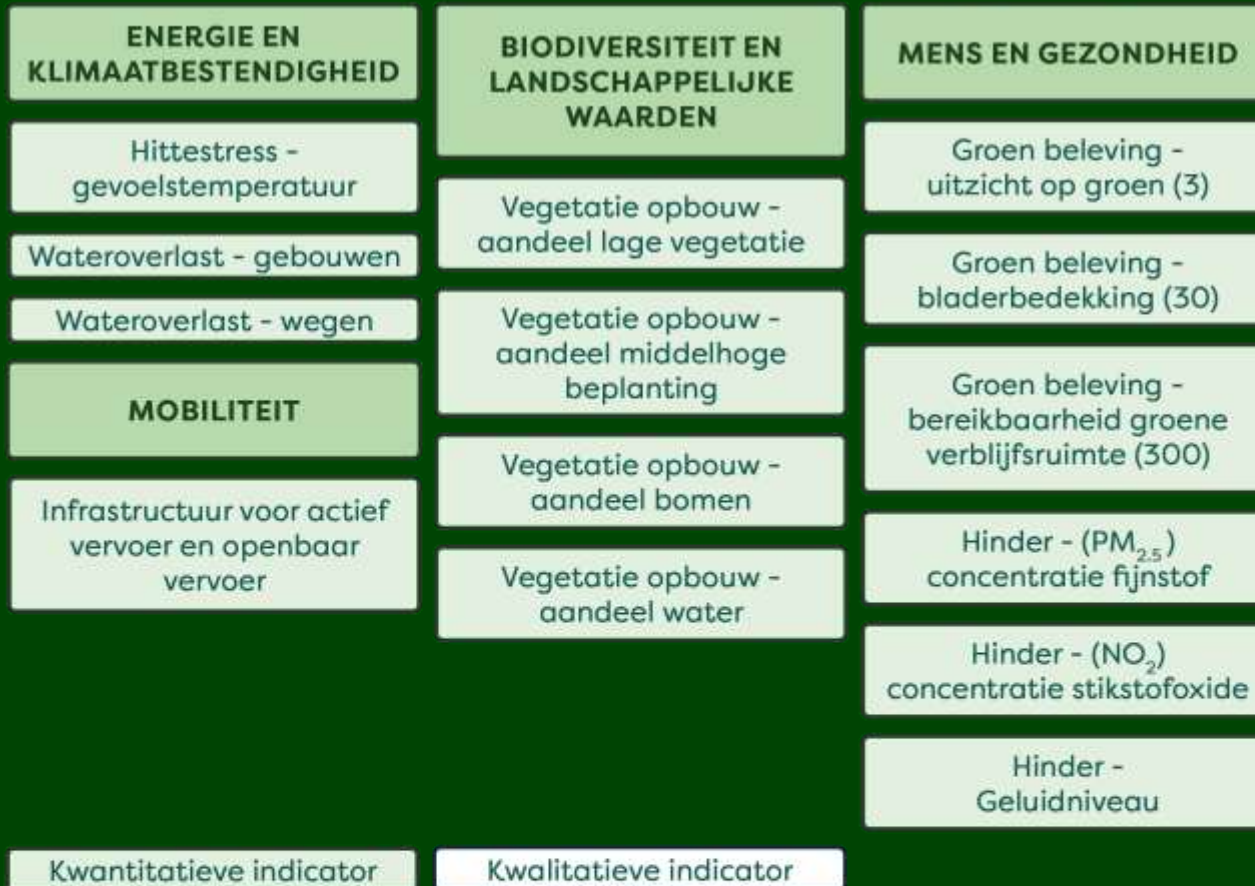 ENERGIE EN
KLIMAATBESTENDIGHEID
Hittestress -
gevoelstemperatuur
Wateroverlast - gebouwen
Wateroverlast - wegen
MOBILITEIT
Infrastructuur voor actief
vervoer en openbaar
vervoer
BIODIVERSITEIT EN
LANDSCHAPPELIJKE
WAARDEN
Vegetatie opbouw -
aandeel lage vegetatie
Vegetatie opbouw -
aandeel middelhoge
beplanting
Vegetatie opbouw -
aandeel bomen
Vegetatie opbouw -
aandeel water
MENS EN GEZONDHEID
Groen beleving -
uitzicht op groen (3)
Groen beleving -
bladerbedekking (30)
Groen beleving -
bereikbaarheid groene
verblijfsruimte (300)
Hinder - (PM₂.₅)
concentratie fijnstof
Hinder - (NO₂)
concentratie stikstofoxide
Hinder -
Geluidniveau
Kwantitatieve indicator
Kwalitatieve indicator